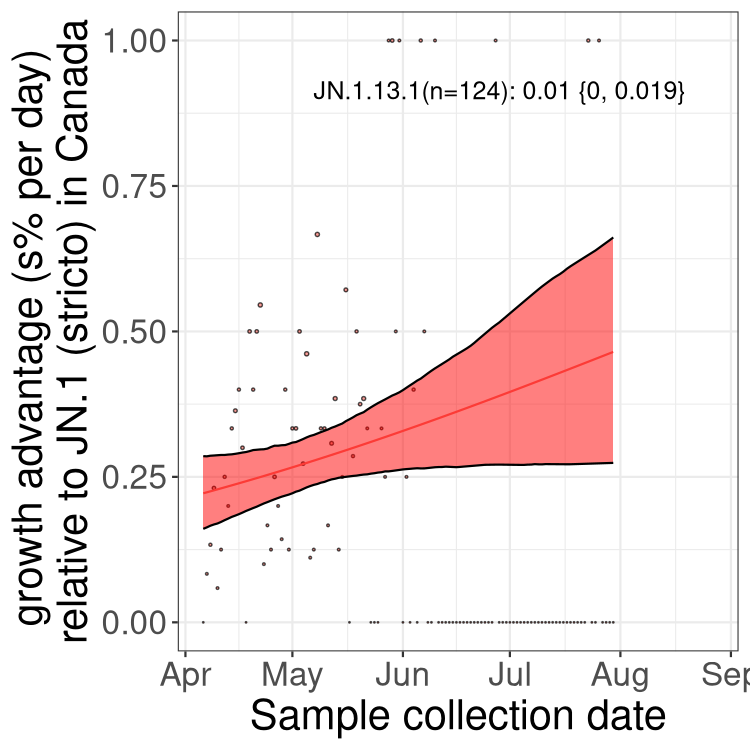 growth advantage (s% per day)
relative to JN.1 (stricto) in Canada
1.00
0.75
0.50
0.25
0.00
JN.1.13.1(n=124): 0.01 {0, 0.019}
Apr May Jun Jul Aug Sep
Sample collection date